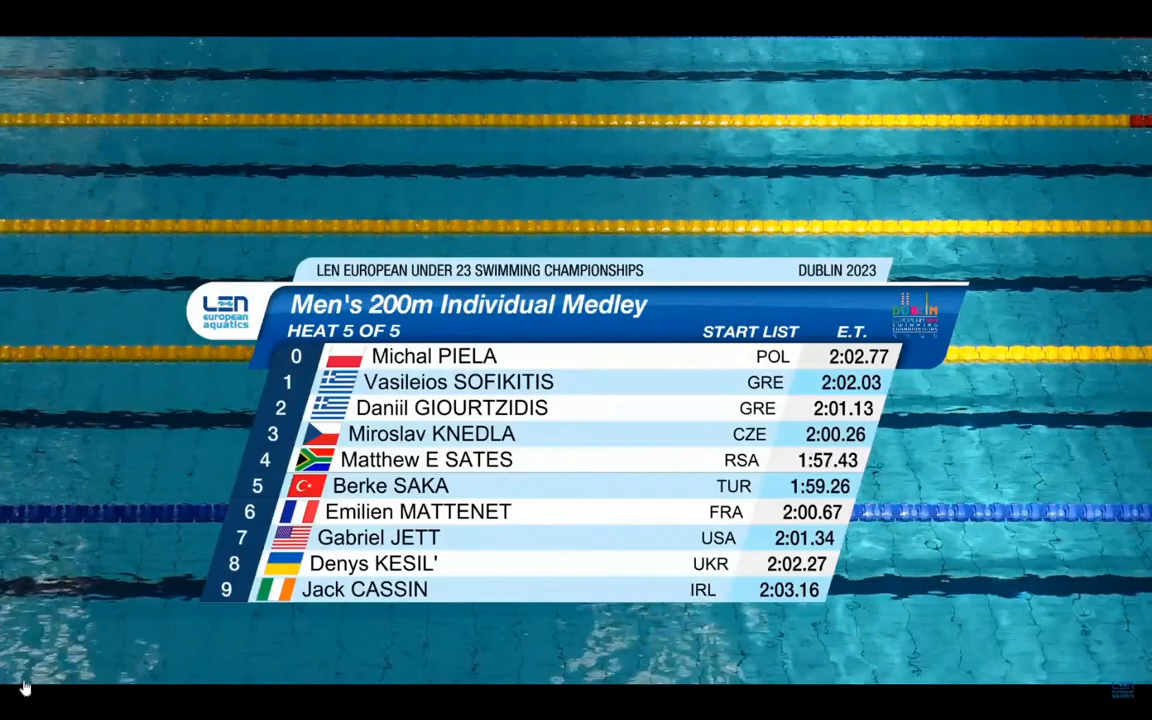 LEN EUROPEAN UNDER 23 SWIMMING CHAMPIONSHIPS DUBLIN 2023
LEN
european
aquatics
Men's 200m Individual Medley
DUBLIN
HEAT 5 OF 5 START LIST E.T.
0 Michal PIELA POL 2:02.77
1 Vasileios SOFIKITIS GRE 2:02.03
2 Daniil GIOURTZIDIS GRE 2:01.13
3 Miroslav KNEDLA CZE 2:00.26
4 Matthew E SATES RSA 1:57.43
5 Berke SAKA TUR 1:59.26
6 Emilien MATTENET FRA 2:00.67
7 Gabriel JETT USA 2:01.34
8 Denys KESIL' UKR 2:02.27
9 Jack CASSIN IRL 2:03.16
LEN
european
aquatics